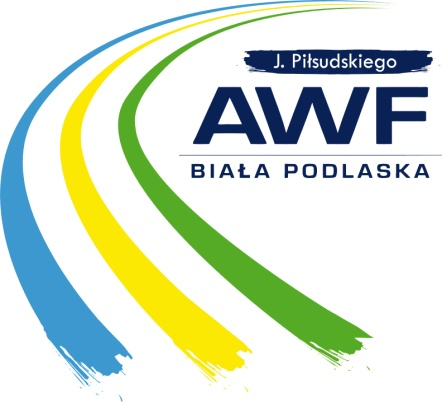 J. Piłsudskiego
AWF
BIAŁA PODLASKA